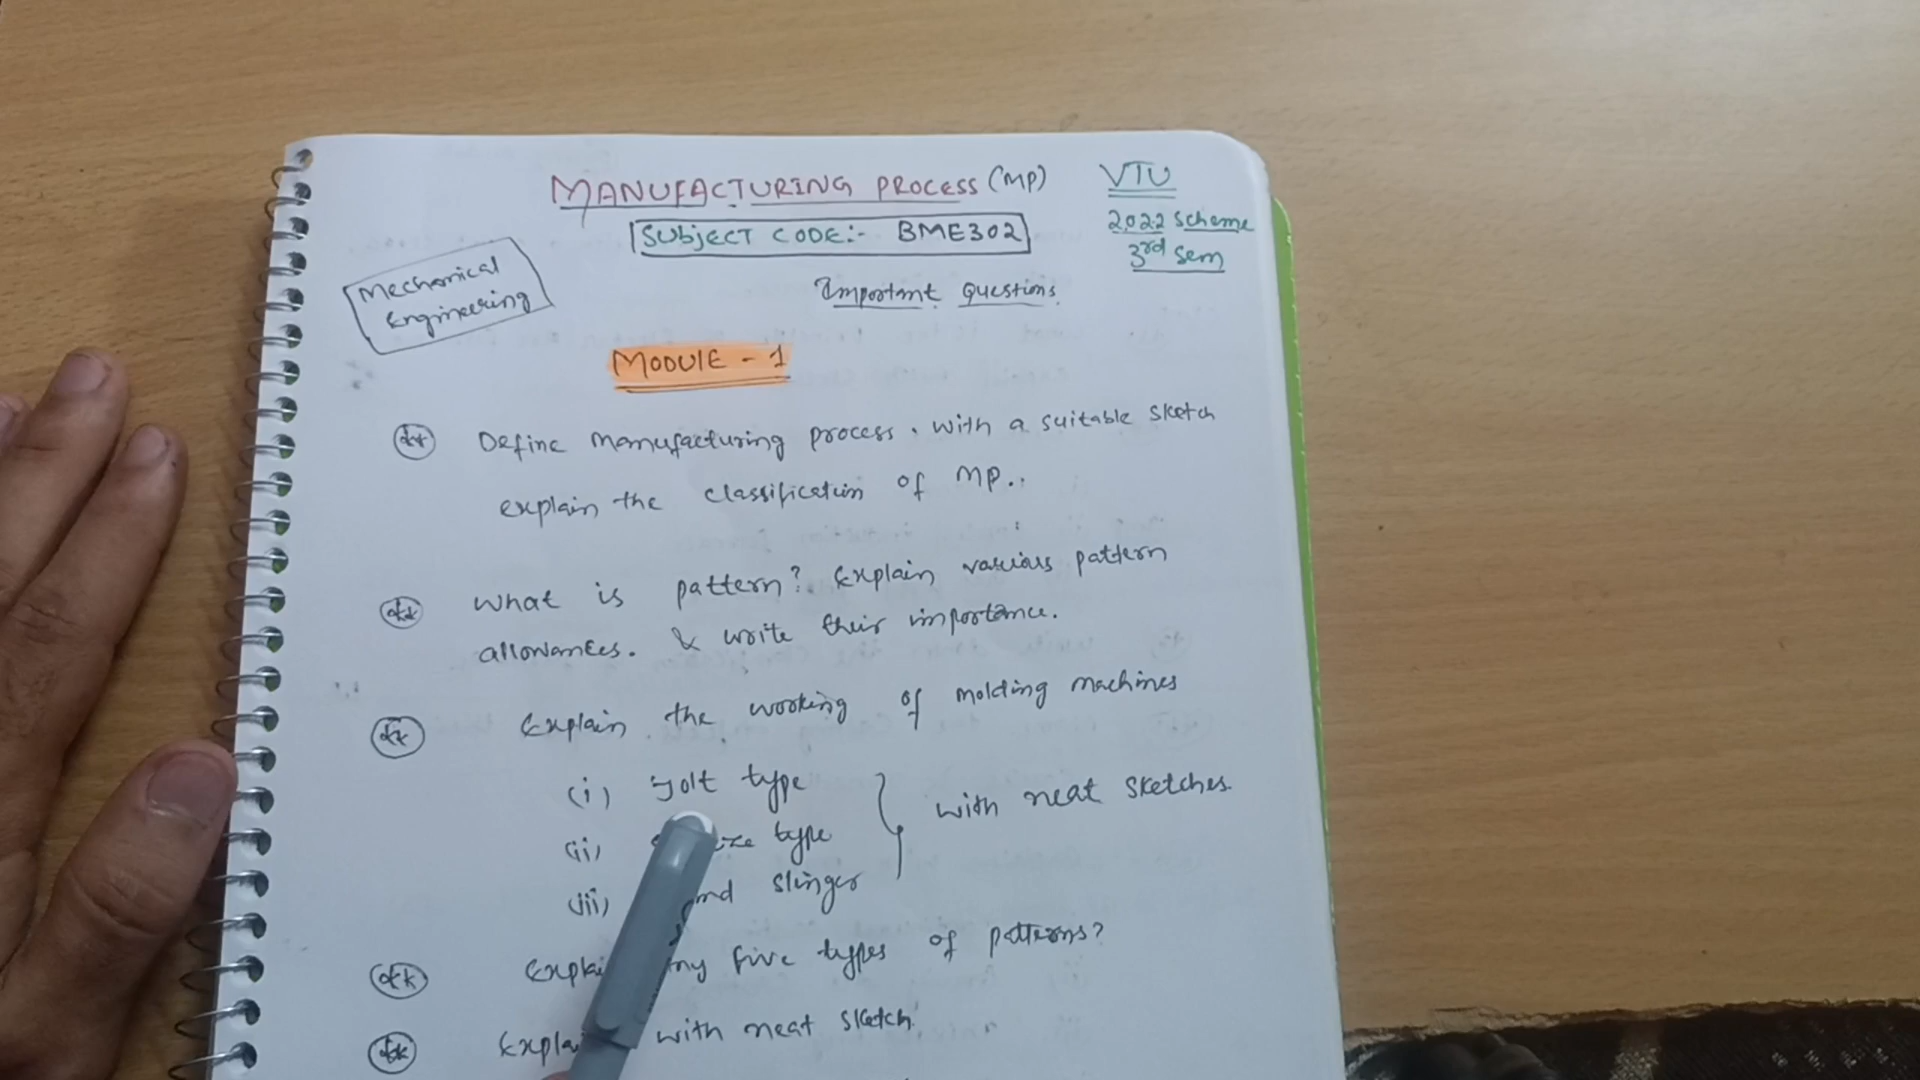 MANUFACTURING PROCESS (MP)
VTU
SUBJECT CODE:- BME302
2022 Scheme
3rd Sem
Mechanical
Engineering
Important Questions
MODULE - 1
Define manufacturing process. with a suitable sketch
explain the classification of MP..
What is pattern? Explain various pattern
allowances. & write their importance.
Explain the working of molding machines
(i) Jolt type
(ii) type
(iii) slinger
with neat sketches.
five types of patterns?
with neat sketch